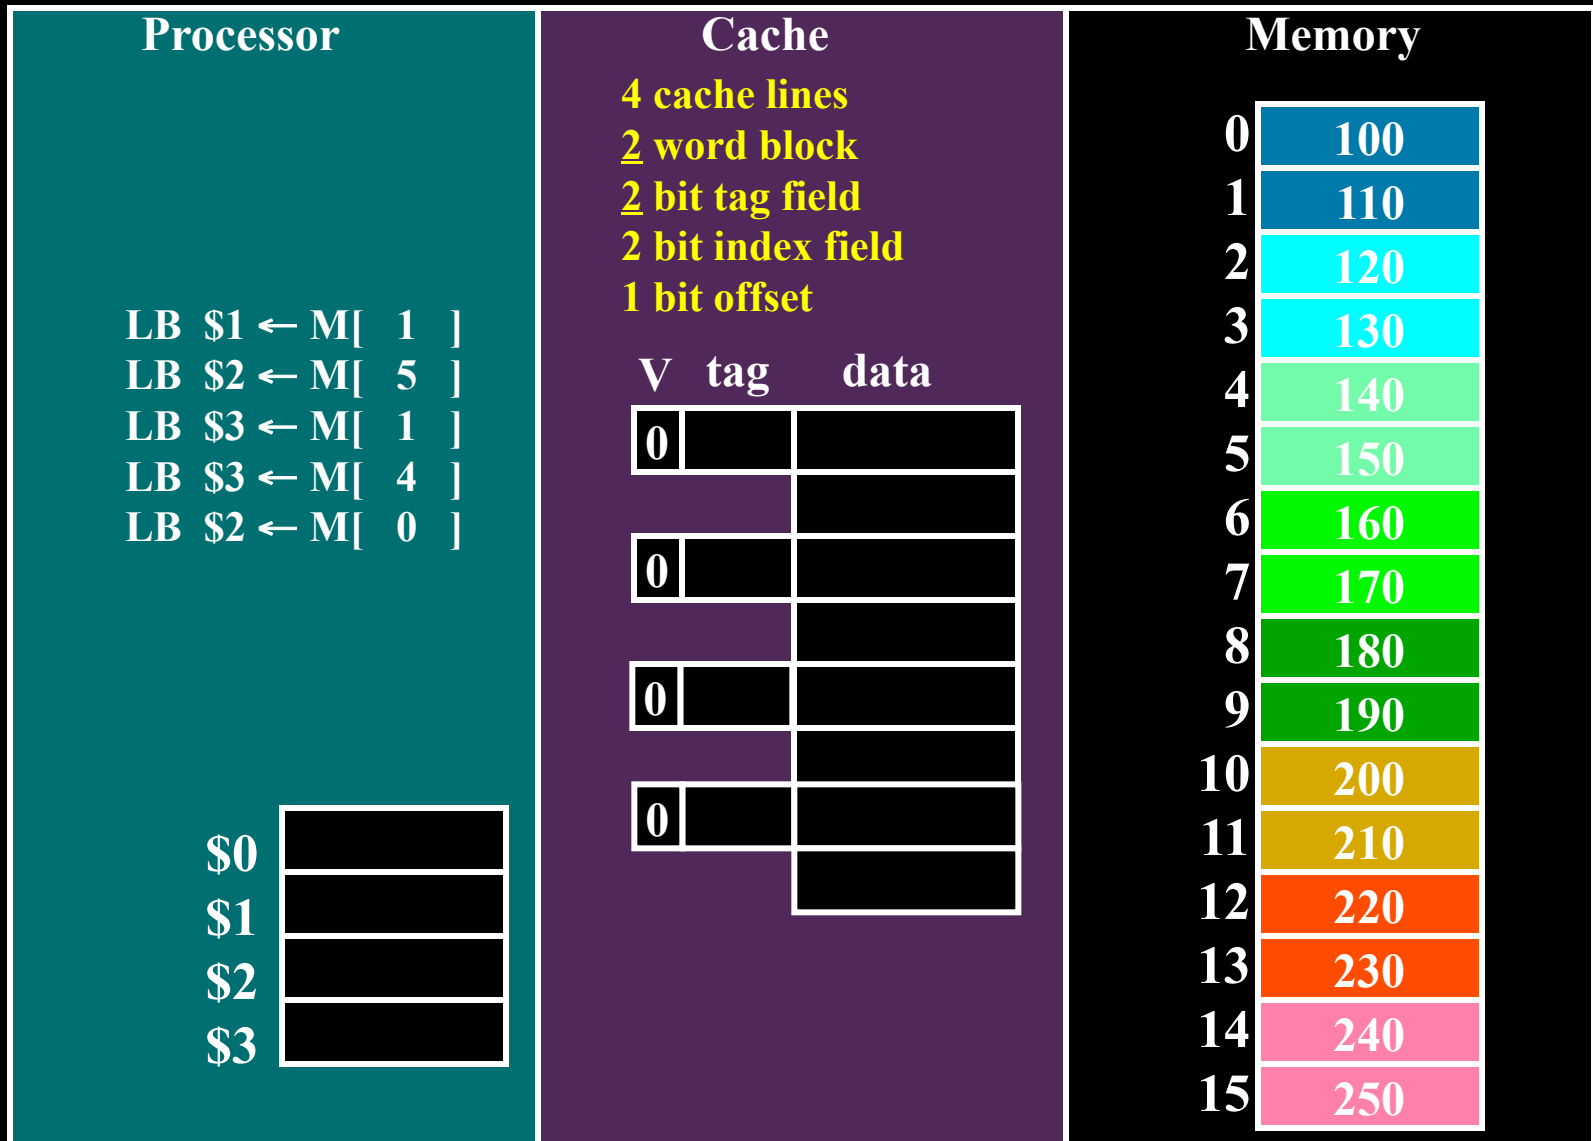 Processor
LB $1 ← M[ 1 ]
LB $2 ← M[ 5 ]
LB $3 ← M[ 1 ]
LB $3 ← M[ 4 ]
LB $2 ← M[ 0 ]
$0
$1
$2
$3
Cache
4 cache lines
2 word block
2 bit tag field
2 bit index field
1 bit offset
V tag data
0
0
0
0
Memory
0 100
1 110
2 120
3 130
4 140
5 150
6 160
7 170
8 180
9 190
10 200
11 210
12 220
13 230
14 240
15 250